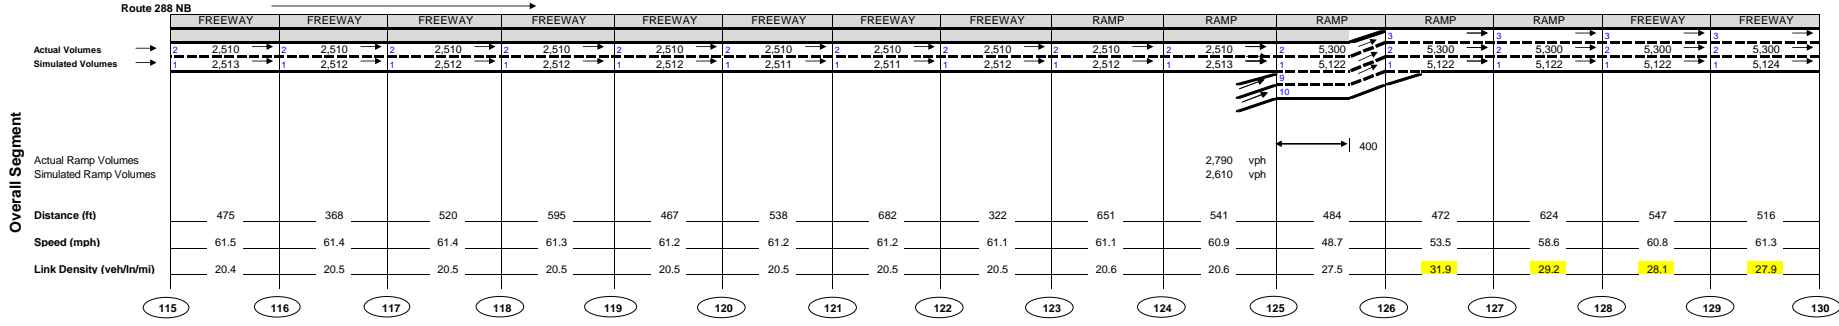 Route 288 NB
FREEWAY FREEWAY FREEWAY FREEWAY FREEWAY FREEWAY FREEWAY FREEWAY RAMP RAMP RAMP RAMP RAMP FREEWAY FREEWAY
3 3 3 3
Actual Volumes 2 2,510 2 2,510 2 2,510 2 2,510 2 2,510 2 2,510 2 2,510 2 2,510 2 2,510 2 2,510 2 5,300 2 5,300 2 5,300 2 5,300 2 5,300
Simulated Volumes 1 2,513 1 2,512 1 2,512 1 2,512 1 2,512 1 2,511 1 2,511 1 2,512 1 2,512 1 2,513 1 5,122 1 5,122 1 5,122 1 5,122 1 5,124
9
10
Overall Segment
400
Actual Ramp Volumes 2,790 vph
Simulated Ramp Volumes 2,610 vph
Distance (ft) 475 368 520 595 467 538 682 322 651 541 484 472 624 547 516
Speed (mph) 61.5 61.4 61.4 61.3 61.2 61.2 61.2 61.1 61.1 60.9 48.7 53.5 58.6 60.8 61.3
Link Density (veh/ln/mi) 20.4 20.5 20.5 20.5 20.5 20.5 20.5 20.5 20.6 20.6 27.5 31.9 29.2 28.1 27.9
115 116 117 118 119 120 121 122 123 124 125 126 127 128 129 130